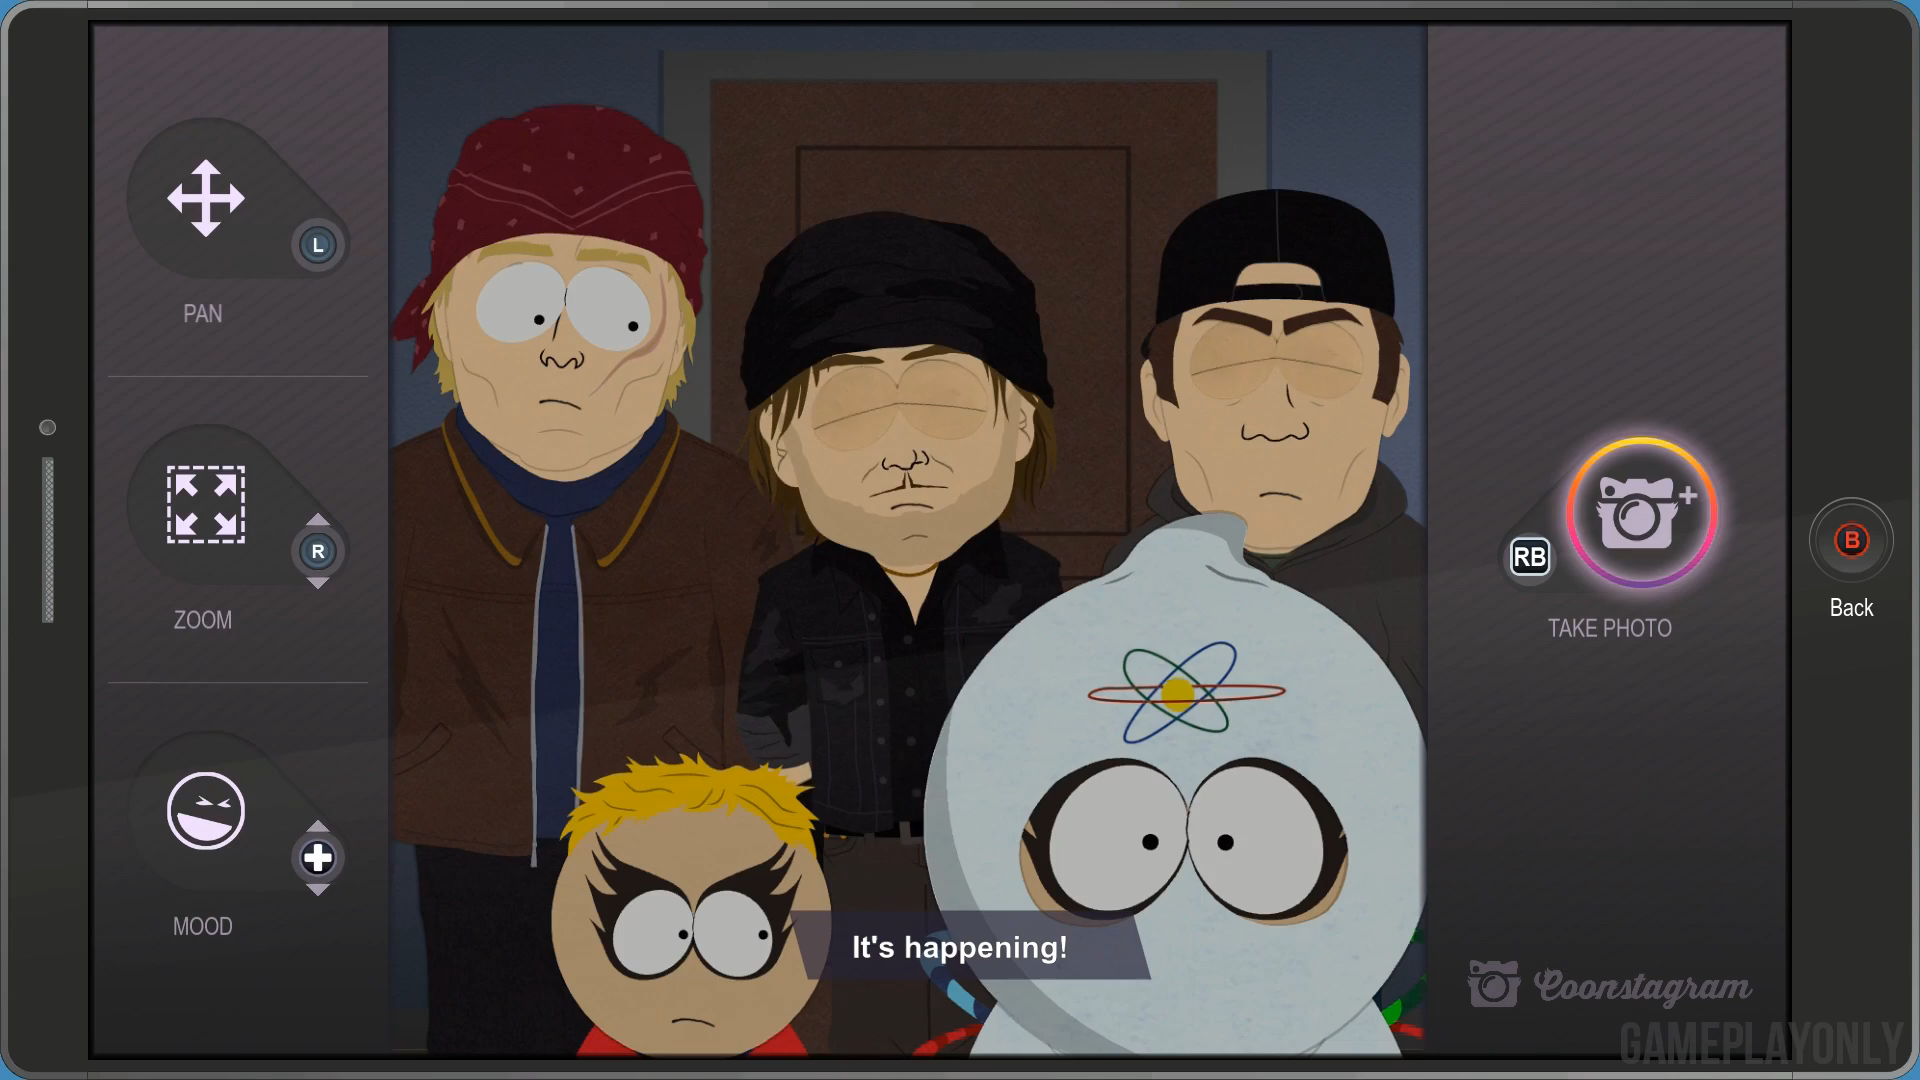 L
PAN
R
ZOOM
MOOD
It's happening!
RB
TAKE PHOTO
B
Back
Coonstagram
GAMEPLAYONLY